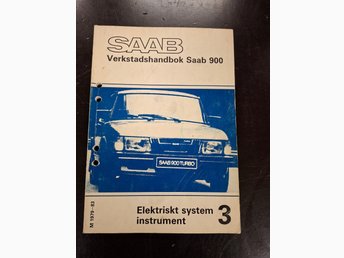 SAAB
Verkstadshandbok Saab 900
SAAB 900 TURBO
Elektriskt system
instrument
3
M 1979-83